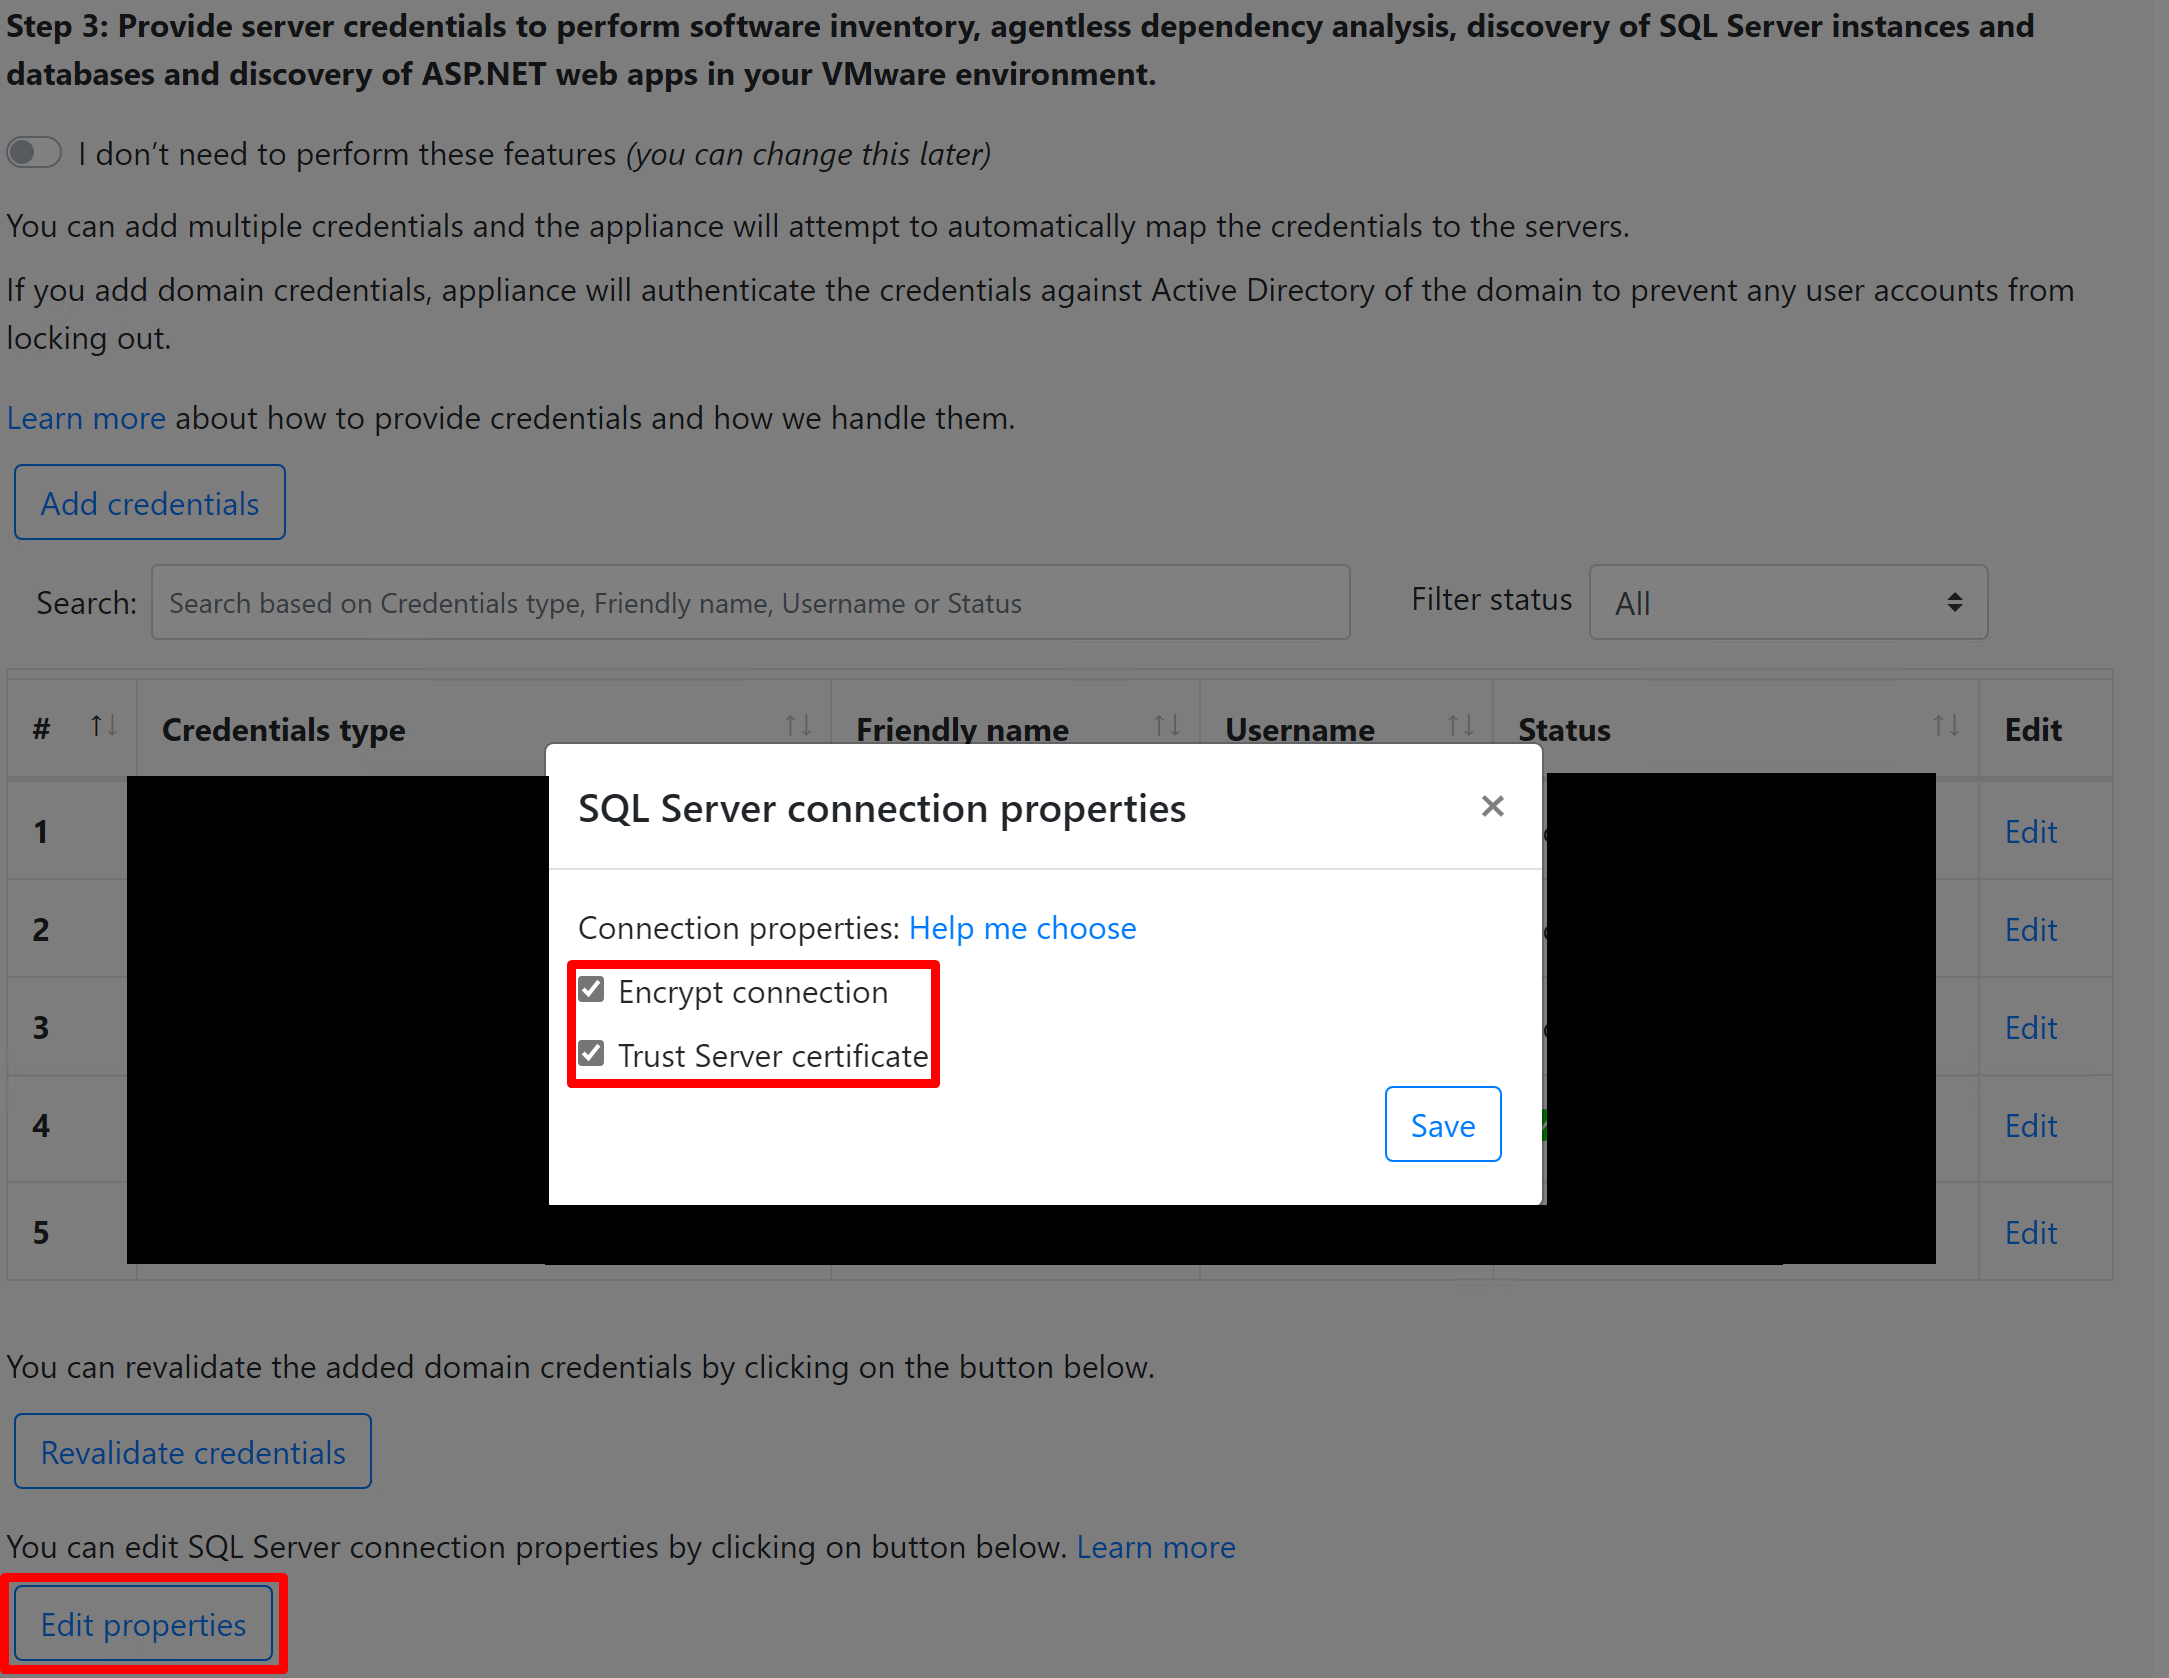 Step 3: Provide server credentials to perform software inventory, agentless dependency analysis, discovery of SQL Server instances and
databases and discovery of ASP.NET web apps in your VMware environment.
I don’t need to perform these features (you can change this later)
You can add multiple credentials and the appliance will attempt to automatically map the credentials to the servers.
If you add domain credentials, appliance will authenticate the credentials against Active Directory of the domain to prevent any user accounts from
locking out.
Learn more about how to provide credentials and how we handle them.
Add credentials
Search: Search based on Credentials type, Friendly name, Username or Status Filter status All
# Credentials type Friendly name Username Status Edit
SQL Server connection properties ×
1 Edit
Connection properties: Help me choose
2 Edit
Encrypt connection
3 Edit
Trust Server certificate
Save
4 Edit
5 Edit
You can revalidate the added domain credentials by clicking on the button below.
Revalidate credentials
You can edit SQL Server connection properties by clicking on button below. Learn more
Edit properties